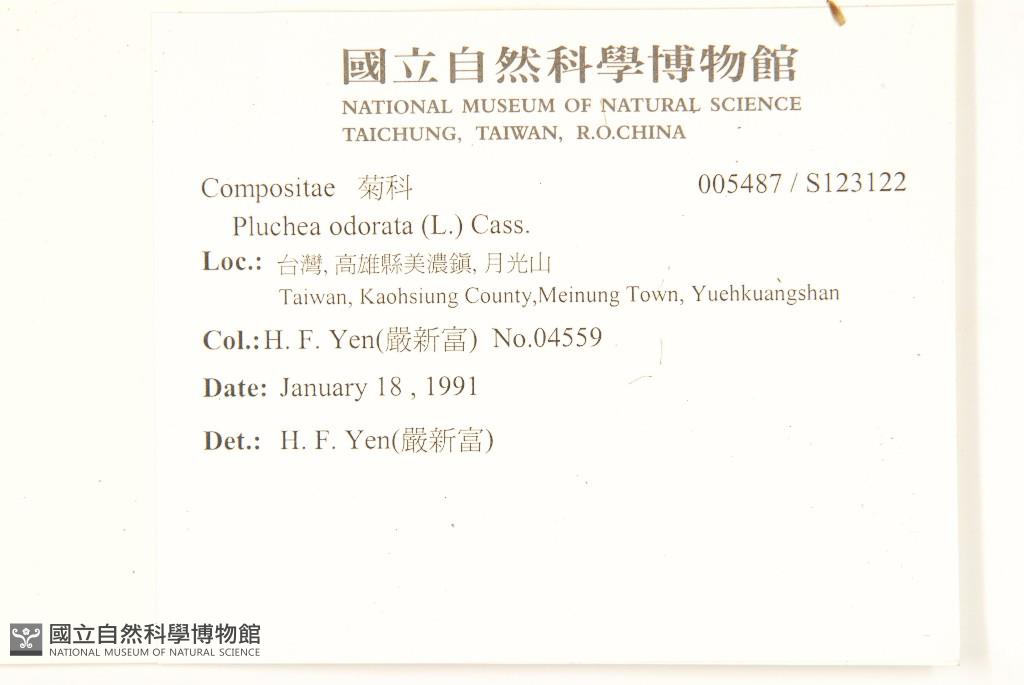 國立自然科學博物館
NATIONAL MUSEUM OF NATURAL SCIENCE
TAICHUNG, TAIWAN, R.O.CHINA
Compositae 菊科 005487 / S123122
Pluchea odorata (L.) Cass.
Loc.: 台灣, 高雄縣美濃鎮, 月光山
Taiwan, Kaohsiung County,Meinung Town, Yuehkuangshan
Col.:H. F. Yen(嚴新富) No.04559
Date: January 18 , 1991
Det.: H. F. Yen(嚴新富)
國立自然科學博物館
NATIONAL MUSEUM OF NATURAL SCIENCE